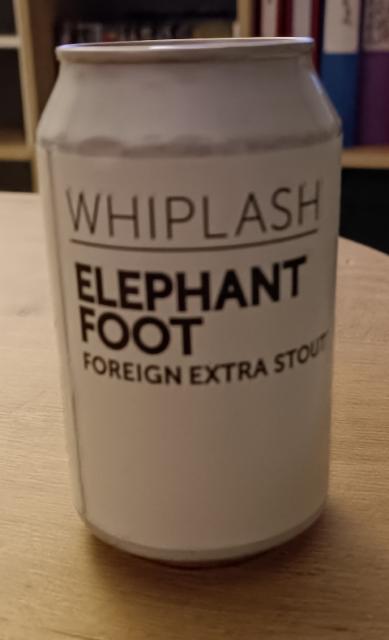 WHIPLASH
ELEPHANT
FOOT
FOREIGN EXTRA STOUT